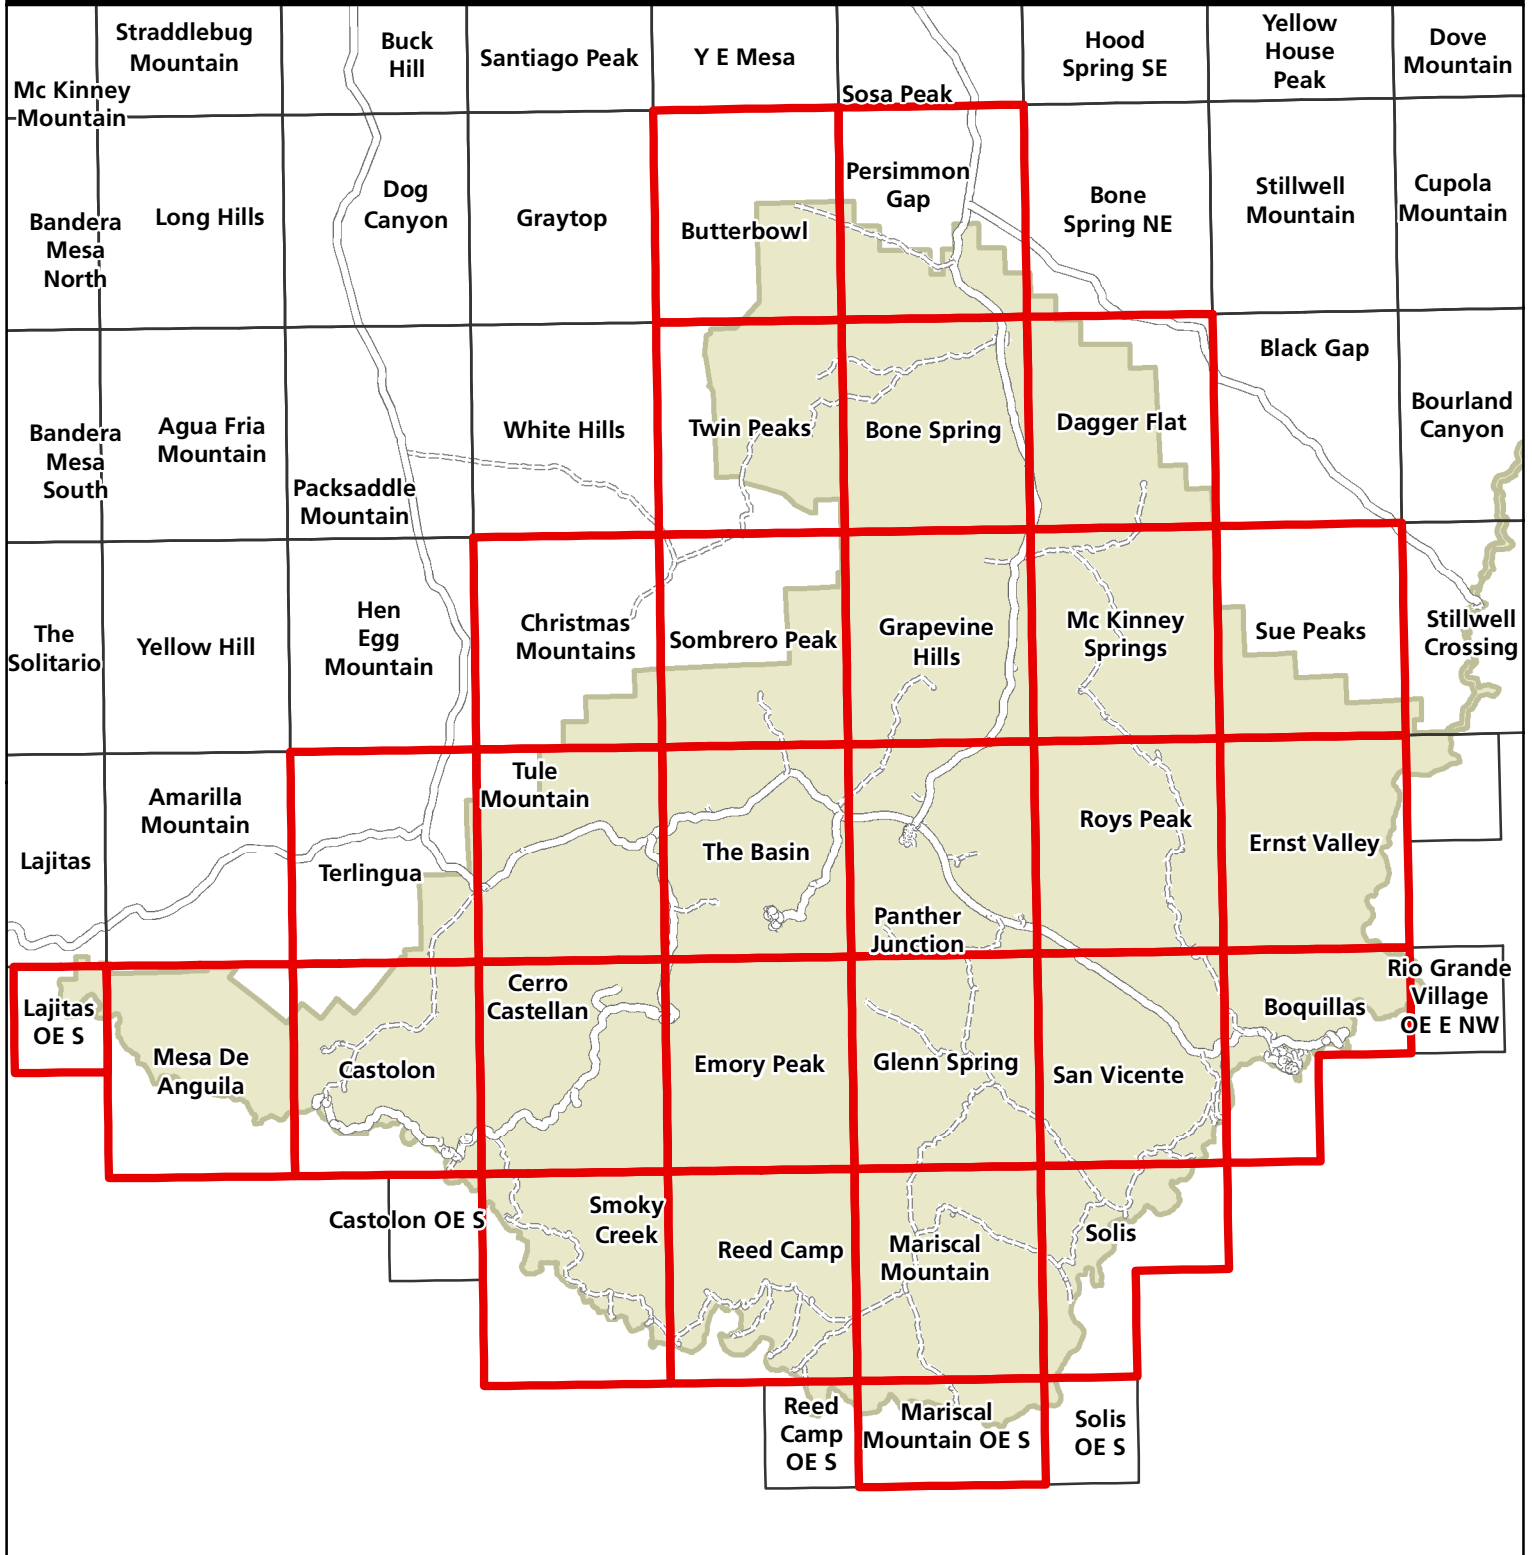 Straddlebug
Mountain
Buck
Hill
Santiago Peak
Y E Mesa
Hood
Spring SE
Yellow
House
Peak
Dove
Mountain
Mc Kinney
Mountain
Sosa Peak
Bandera
Mesa
North
Long Hills
Dog
Canyon
Graytop
Butterbowl
Persimmon
Gap
Bone
Spring NE
Stillwell
Mountain
Cupola
Mountain
Bandera
Mesa
South
Agua Fria
Mountain
Packsaddle
Mountain
White Hills
Twin Peaks
Bone Spring
Dagger Flat
Black Gap
Bourland
Canyon
The
Solitario
Yellow Hill
Hen
Egg
Mountain
Christmas
Mountains
Sombrero Peak
Grapevine
Hills
Mc Kinney
Springs
Sue Peaks
Stillwell
Crossing
Lajitas
Amarilla
Mountain
Terlingua
Tule
Mountain
The Basin
Panther
Junction
Roys Peak
Ernst Valley
Lajitas
OE S
Mesa De
Anguila
Castolon
Cerro
Castellan
Emory Peak
Glenn Spring
San Vicente
Boquillas
Rio Grande
Village
OE E NW
Castolon OE S
Smoky
Creek
Reed Camp
Mariscal
Mountain
Solis
Reed
Camp
OE S
Mariscal
Mountain OE S
Solis
OE S